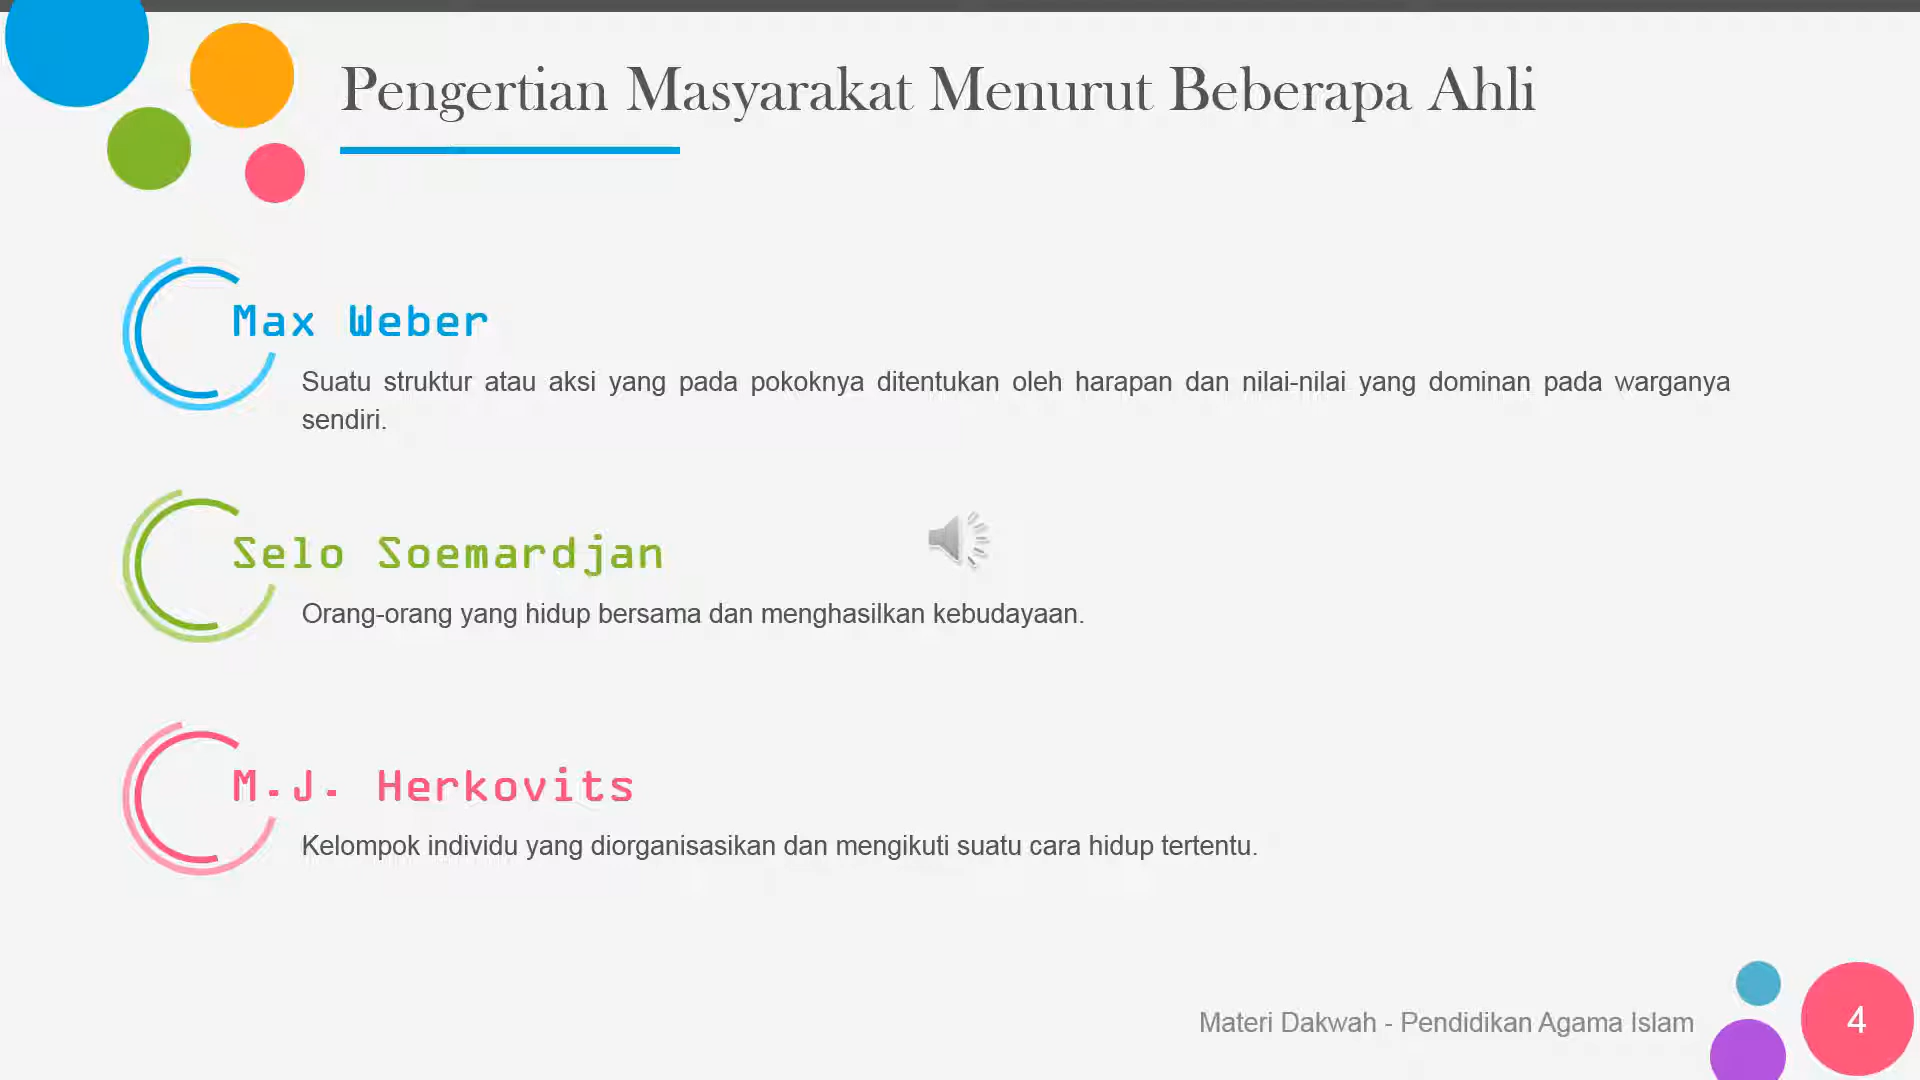 Pengertian Masyarakat Menurut Beberapa Ahli
Max Weber
Suatu struktur atau aksi yang pada pokoknya ditentukan oleh harapan dan nilai-nilai yang dominan pada warganya
sendiri.
Selo Soemardjan
Orang-orang yang hidup bersama dan menghasilkan kebudayaan.
M.J. Herkovits
Kelompok individu yang diorganisasikan dan mengikuti suatu cara hidup tertentu.
Materi Dakwah - Pendidikan Agama Islam
4